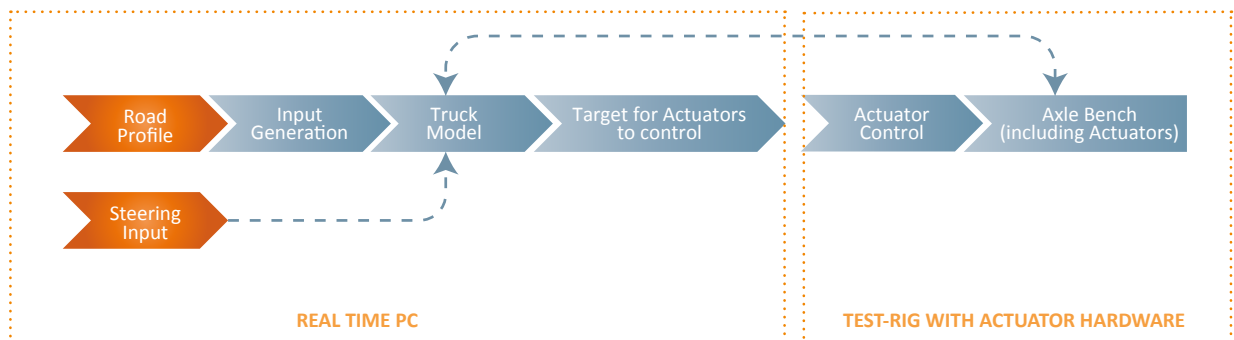 Road
Profile
Input
Generation
Truck
Model
Target for Actuators
to control
Actuator
Control
Axle Bench
(including Actuators)
Steering
Input
REAL TIME PC
TEST-RIG WITH ACTUATOR HARDWARE